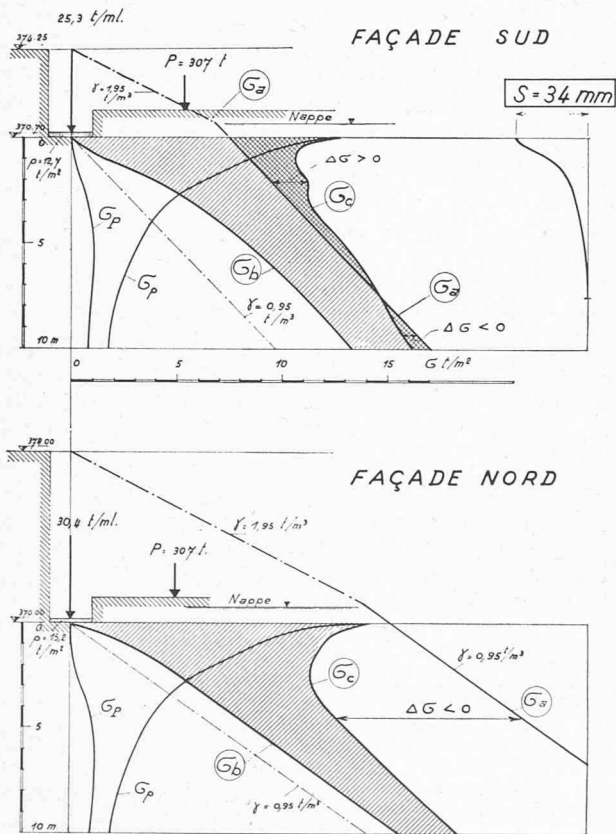 25,3 t/ml.
FAÇADE SUD
374.25
P = 307 t
γ = 1,95 t/m³
σa
Nappe
S = 34 mm
370.70
0
p = 12,7 t/m²
Δσ > 0
σc
σp
5
σp
σb
σa
γ = 0,95 t/m³
Δσ < 0
10 m
0
5
10
15
σ t/m²
378.00
FAÇADE NORD
30,4 t/ml.
γ = 1,95 t/m³
P = 307 t.
Nappe
370.00
0
p = 15,2 t/m²
γ = 0,95 t/m³
σc
σa
σp
Δσ < 0
5
σb
σp
γ = 0,95 t/m³
10 m